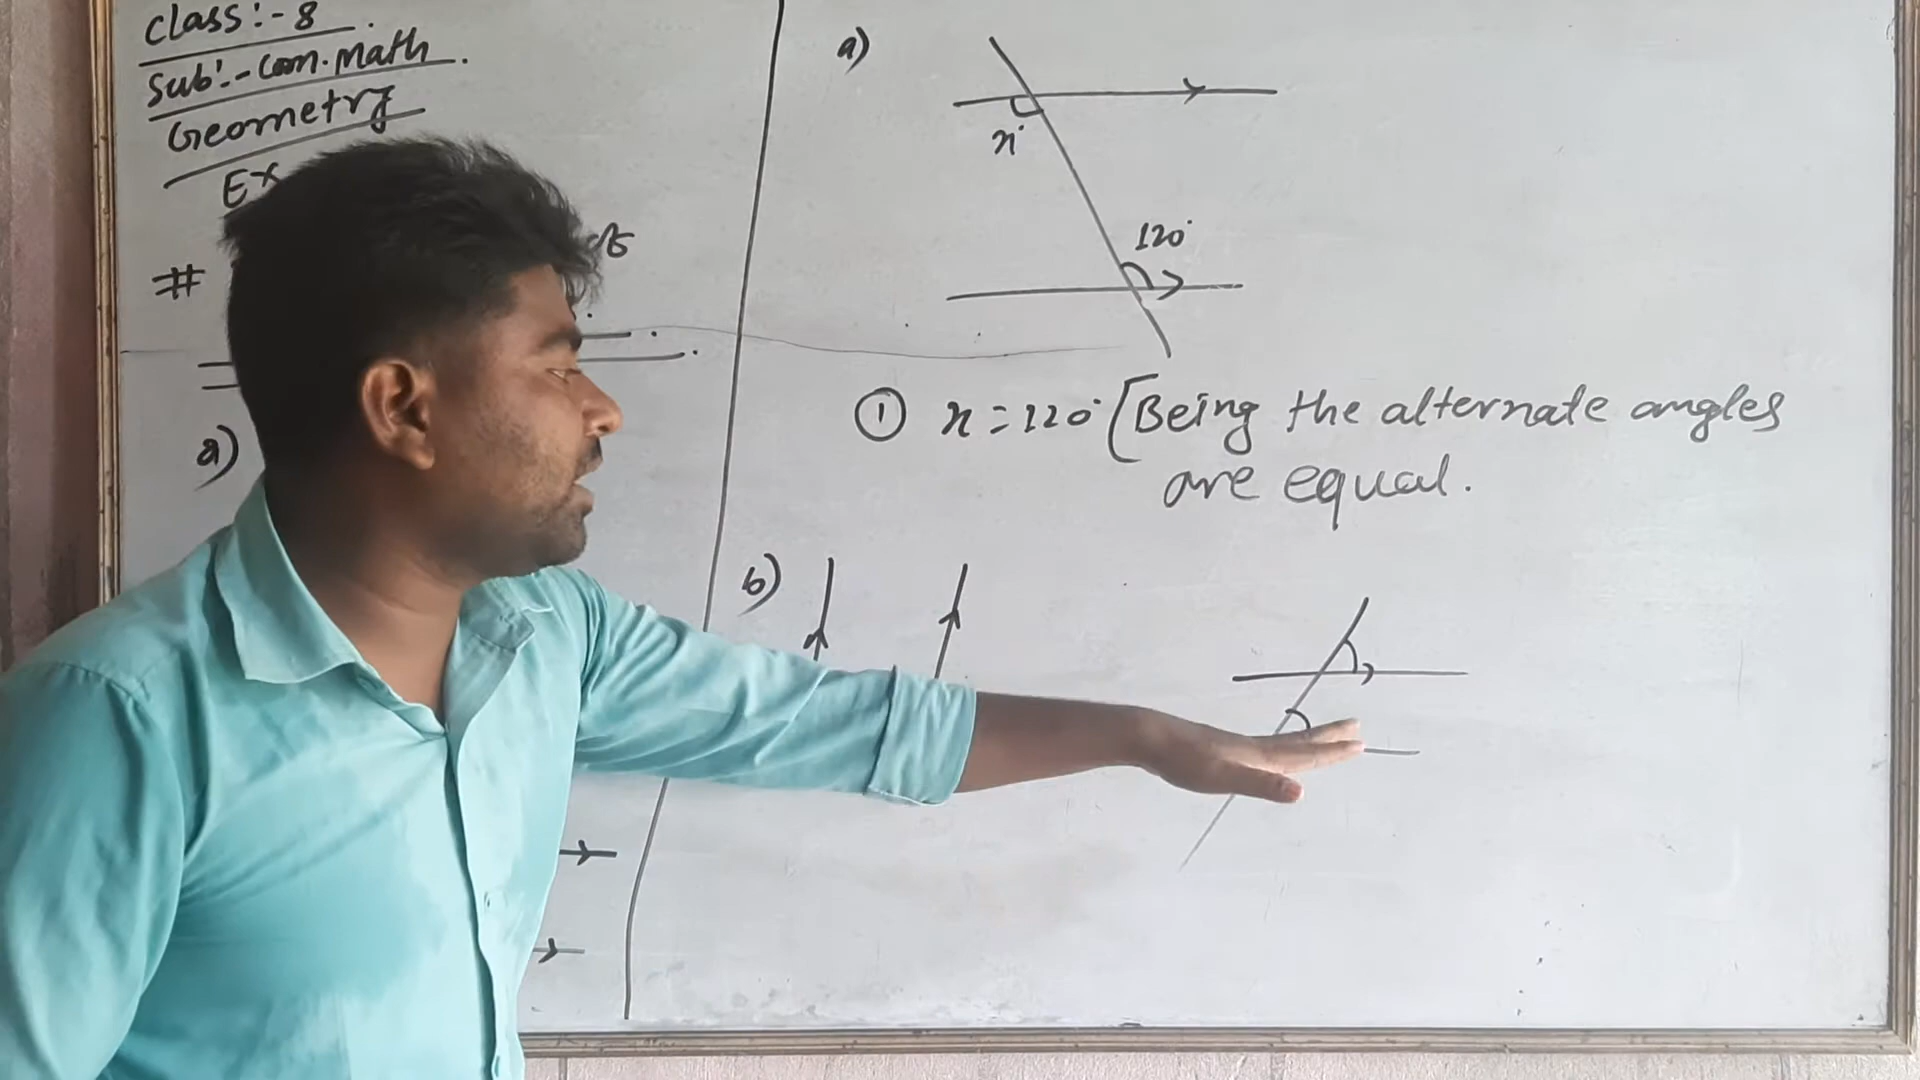 class:- 8
Sub:- Com. Math
Geometry
Ex
#
a)
a)
x°
120°
① x = 120° [Being the alternate angles
are equal.
b)